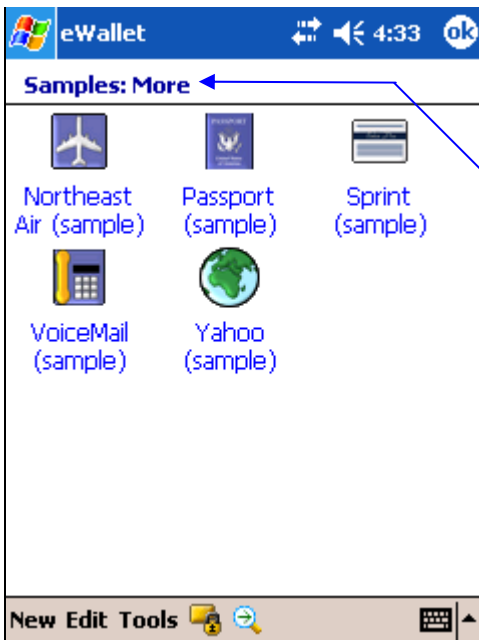 eWallet 4:33 ok
Samples: More
Northeast Air (sample)
Passport (sample)
Sprint (sample)
VoiceMail (sample)
Yahoo (sample)
New Edit Tools